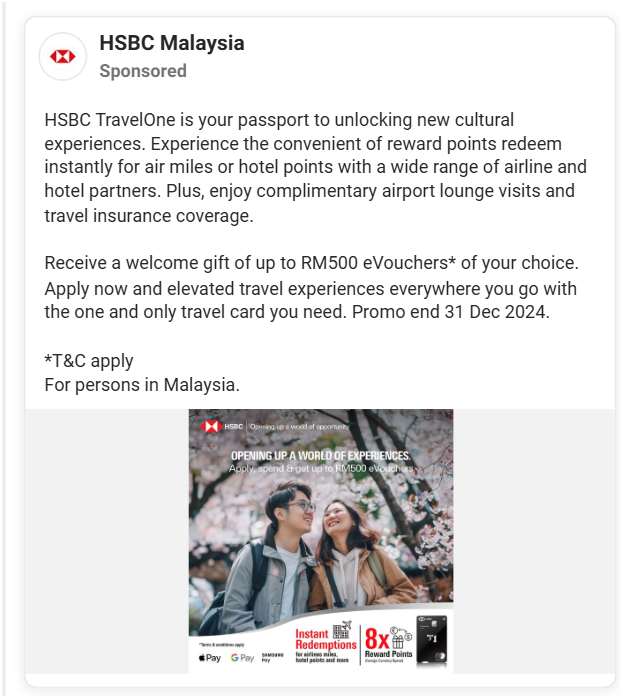 HSBC Malaysia
Sponsored
HSBC TravelOne is your passport to unlocking new cultural
experiences. Experience the convenient of reward points redeem
instantly for air miles or hotel points with a wide range of airline and
hotel partners. Plus, enjoy complimentary airport lounge visits and
travel insurance coverage.
Receive a welcome gift of up to RM500 eVouchers* of your choice.
Apply now and elevated travel experiences everywhere you go with
the one and only travel card you need. Promo end 31 Dec 2024.
*T&C apply
For persons in Malaysia.
HSBC | Opening up a world of opportunity
OPENING UP A WORLD OF EXPERIENCES.
Apply, spend & get up to RM500 eVouchers
*Terms & conditions apply
Pay G Pay SAMSUNG Pay
Instant
Redemptions
for airlines miles,
hotel points and more
8x
Reward Points
(Foreign Currency Spend)